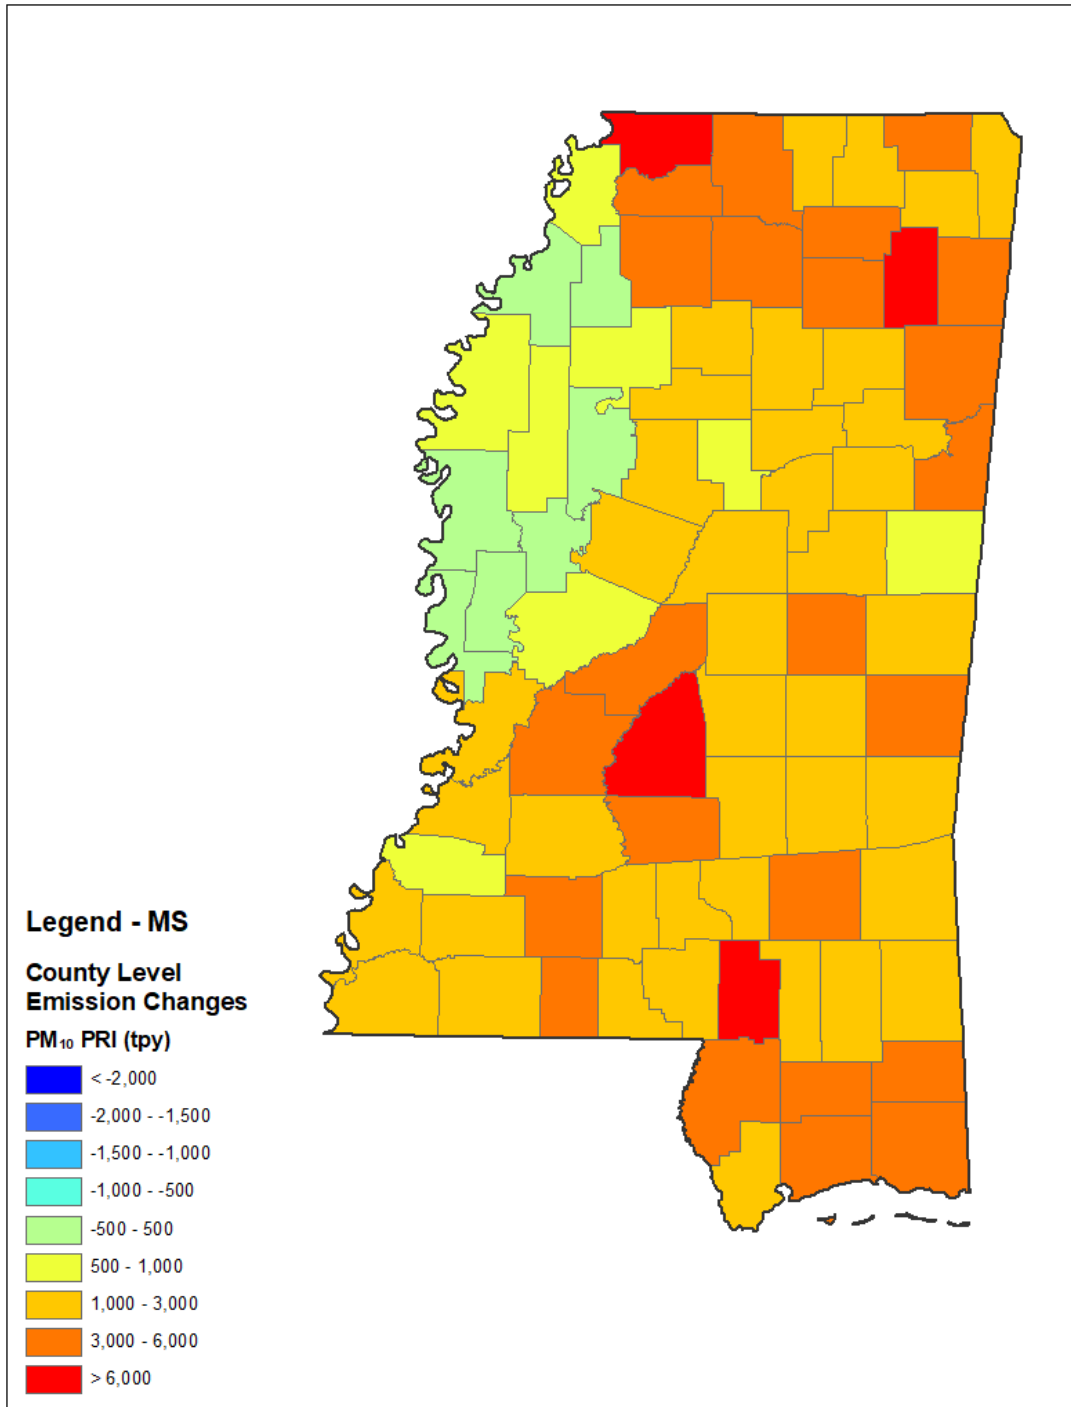 Legend - MS
County Level
Emission Changes
PM₁₀ PRI (tpy)
< -2,000
-2,000 - -1,500
-1,500 - -1,000
-1,000 - -500
-500 - 500
500 - 1,000
1,000 - 3,000
3,000 - 6,000
> 6,000